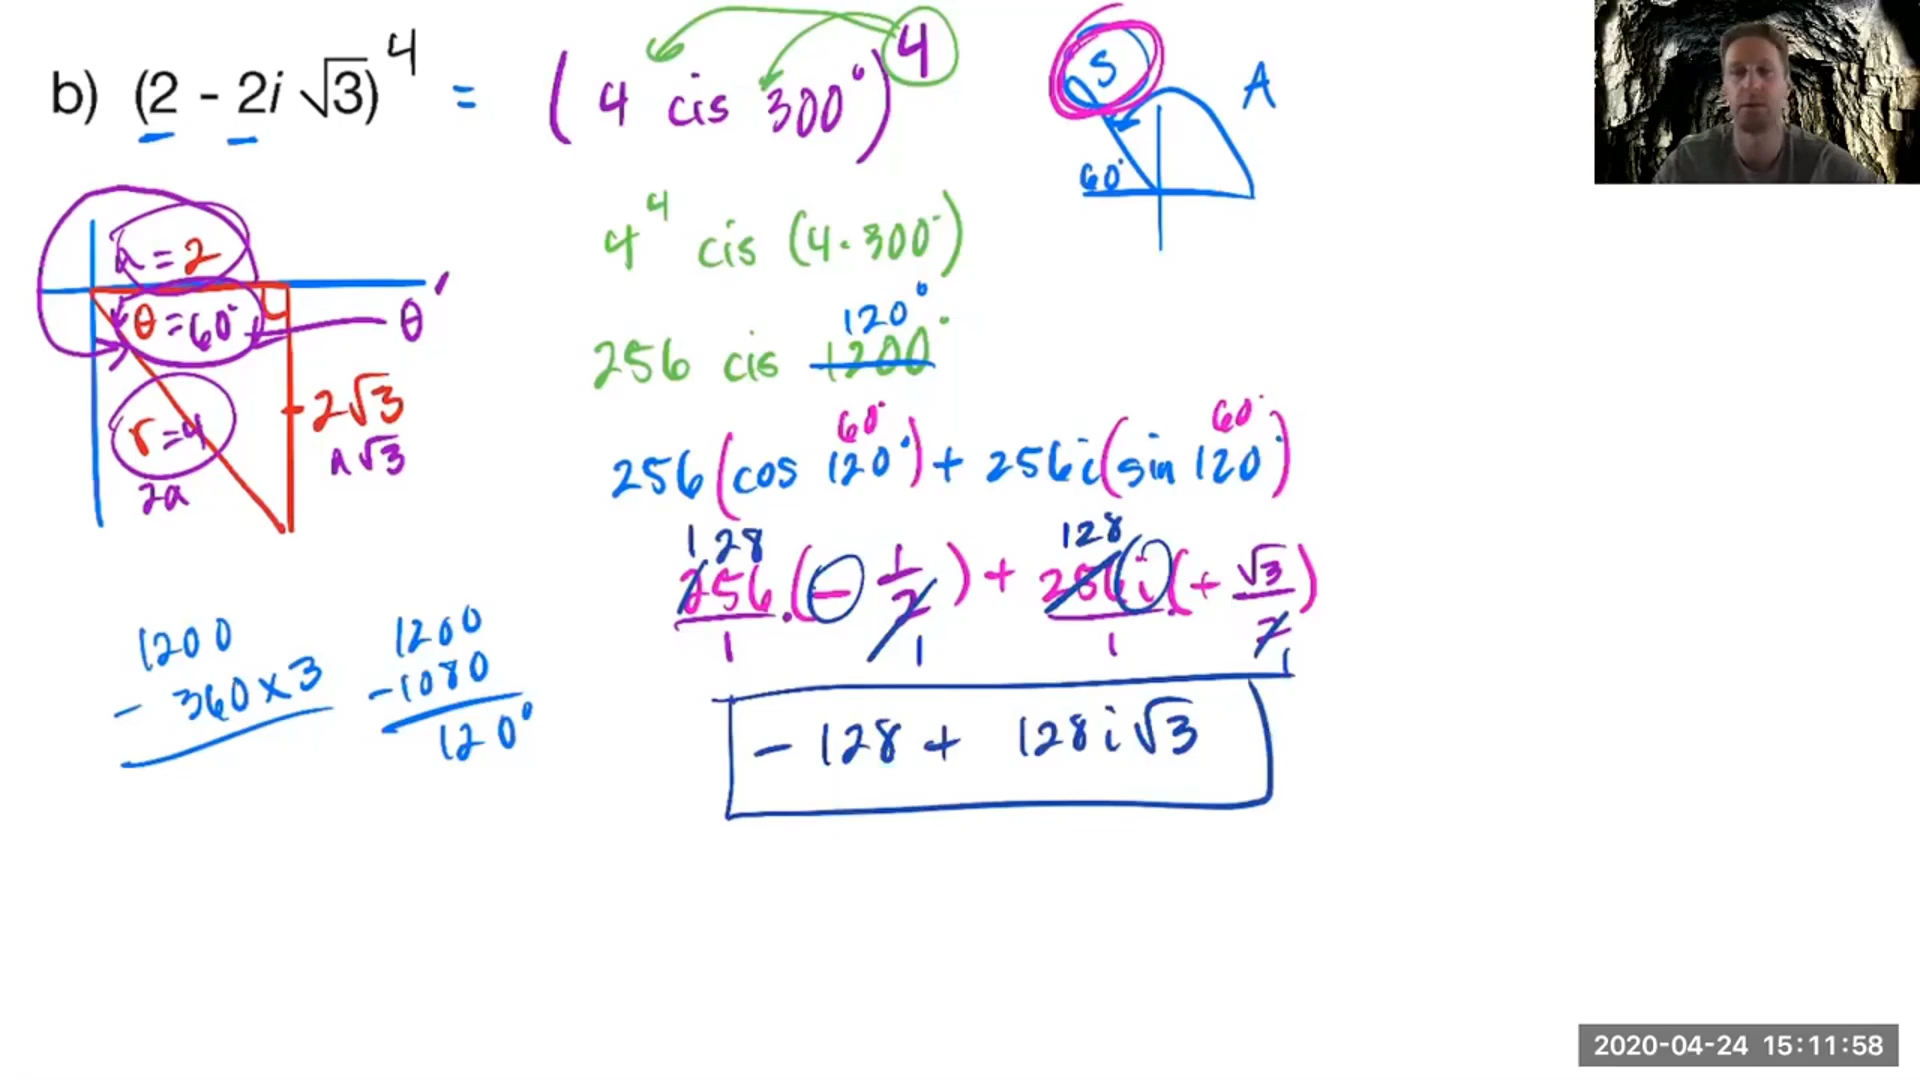 b) (2 - 2i √3)^4 = (4 cis 300°)^4
S
A
60°
4^4 cis (4 · 300°)
a = 2
θ = 60°
θ'
120°
256 cis 1200°
r = 4
2a
-2√3
a√3
60° 60°
256 (cos 120°) + 256i (sin 120°)
128 128
256/1 · (- 1/2) + 256i/1 · (+ √3/2)
1 1
1200
- 360 x 3
1200
-1080
120°
-128 + 128i√3
2020-04-24 15:11:58